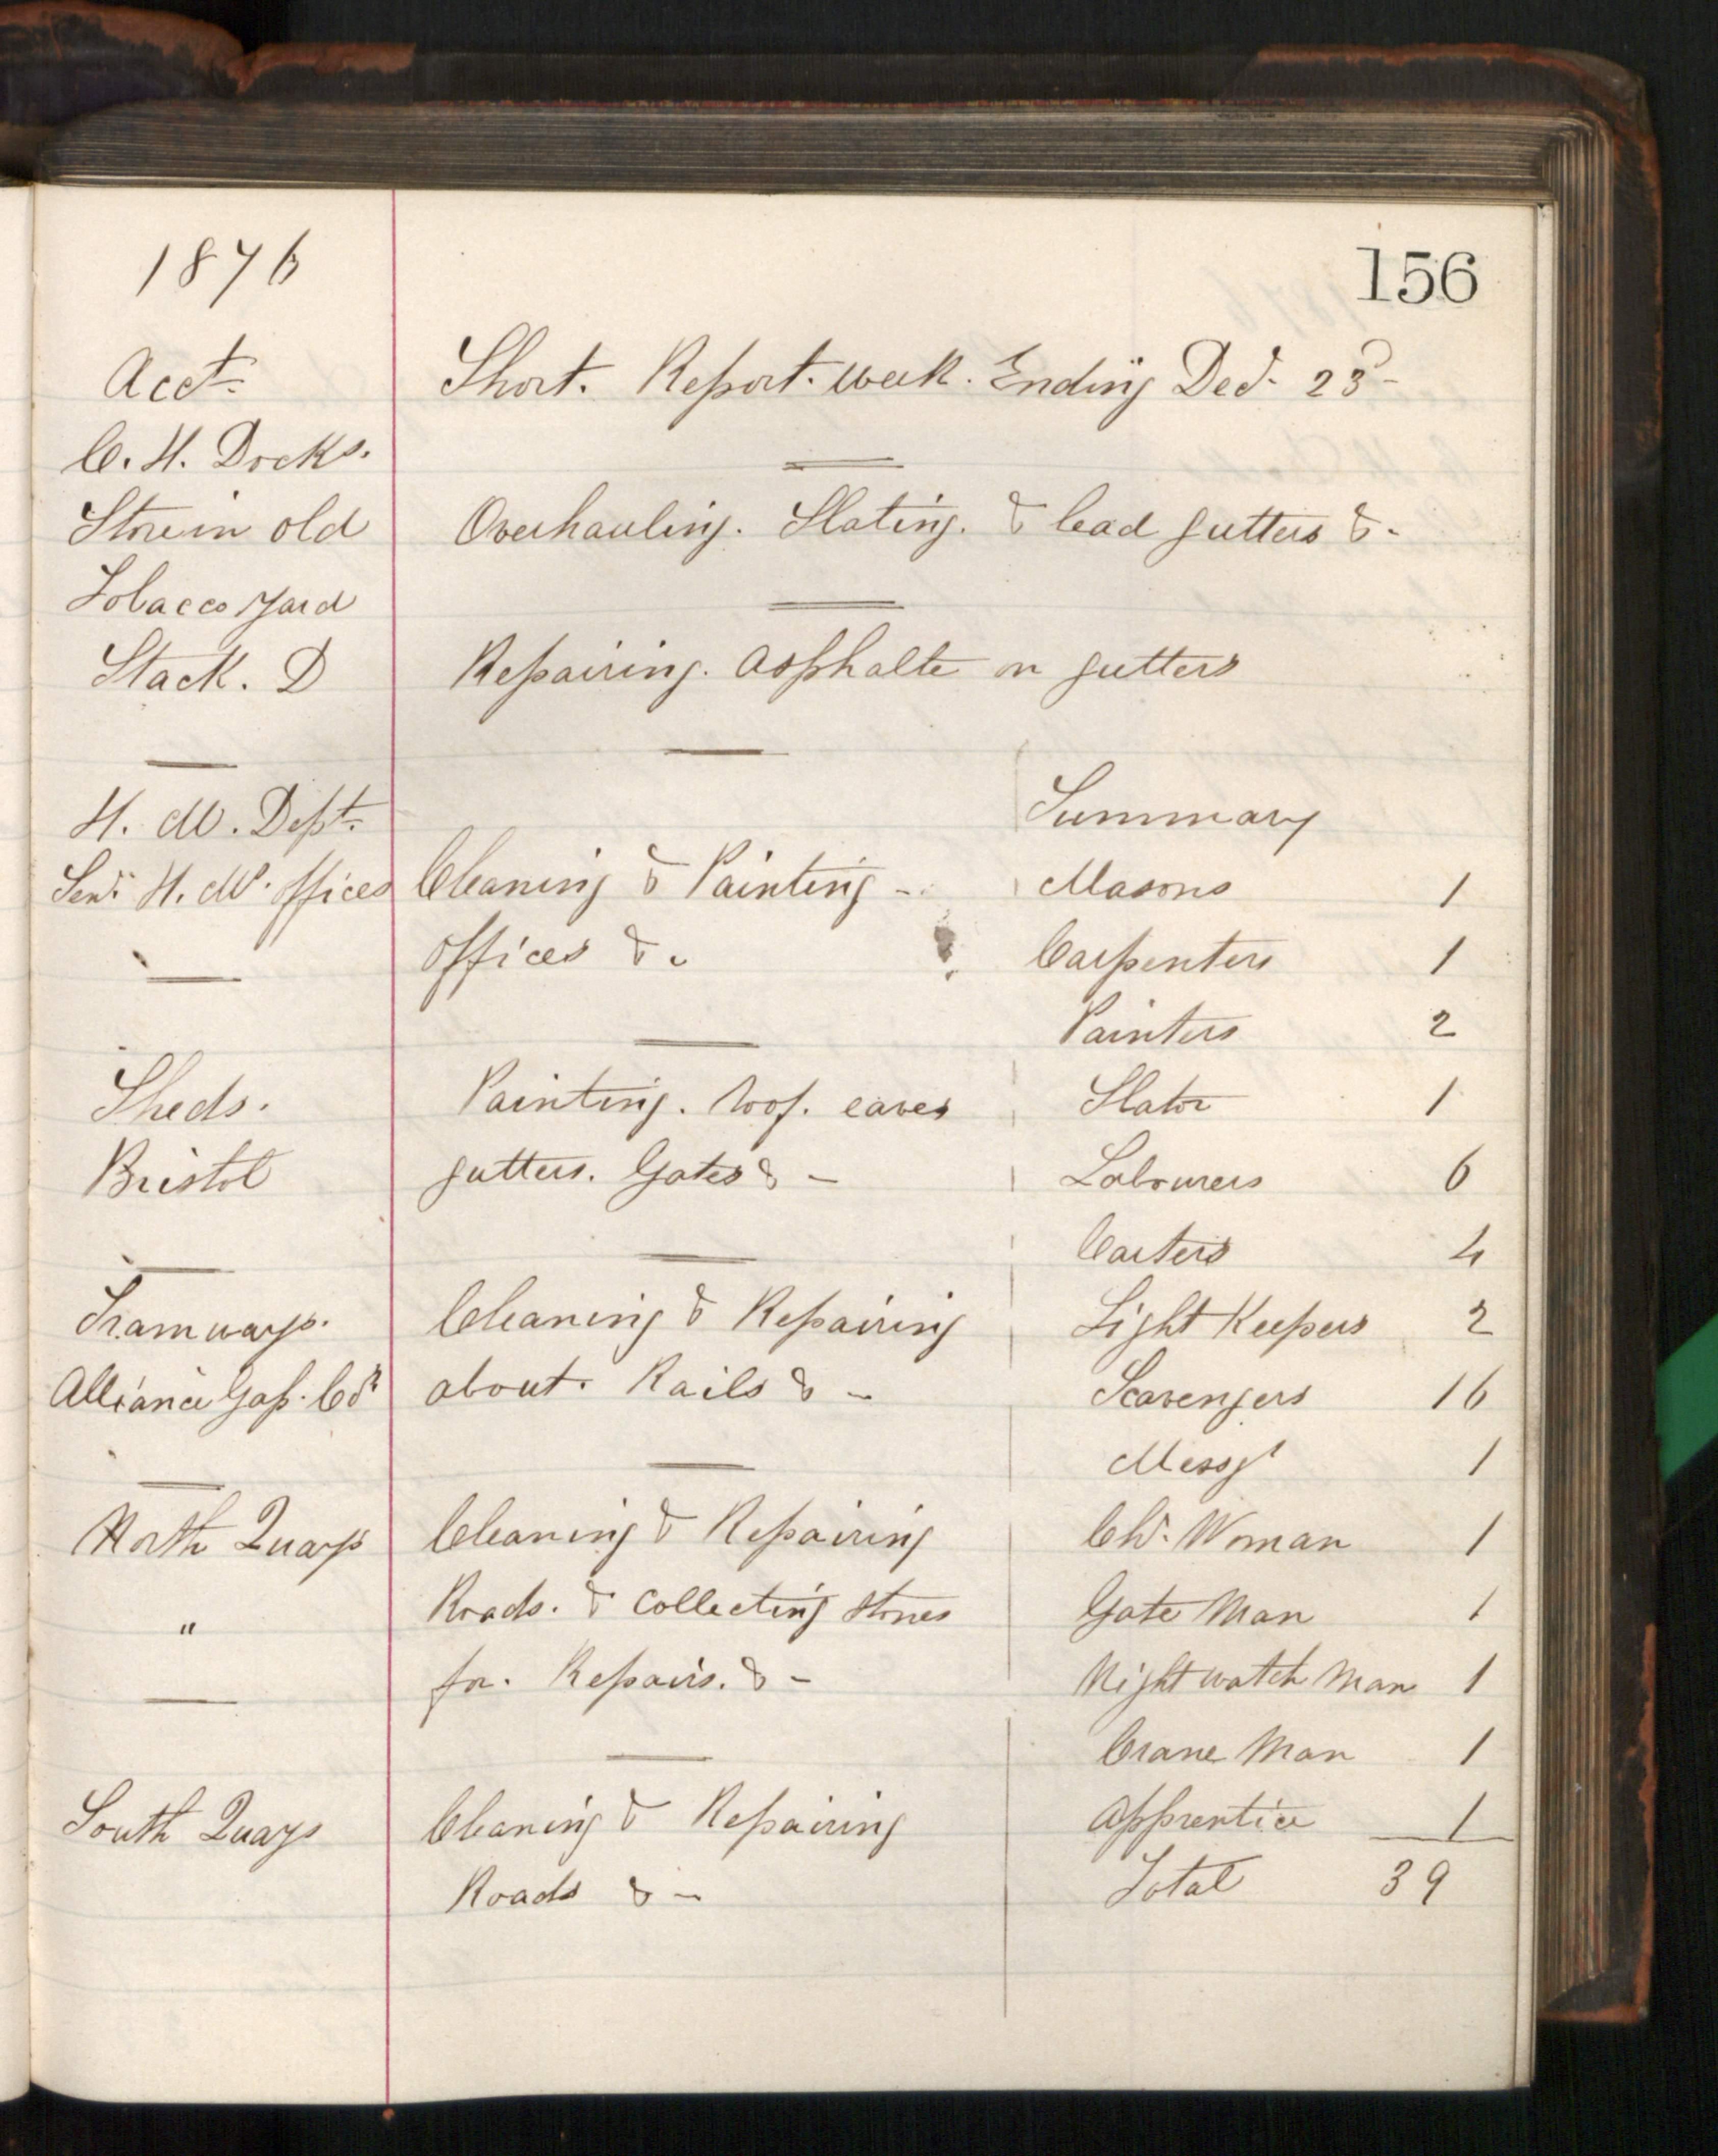 1876
156
Acct.
Short. Report. week. Ending Decr. 23rd
C. H. Docks.
Store in old
Overhauling. Slating. & lead gutters &.
Tobacco Yard
Stack. D
Repairing. Asphalte on gutters
H. M. Dept.
Summary
H. M. Offices
Cleaning & Painting -
Masons 1
Offices &.
Carpenters 1
Painters 2
Sheds.
Painting. Roof. eaves
Slator 1
Bristol
gutters. Gates & -
Labourers 6
Carters 4
Tramways.
Cleaning & Repairing
Light Keepers 2
Alliance Gas. Co.
about. Rails & -
Scavengers 16
Messgr 1
North Quays
Cleaning & Repairing
Ch. Woman 1
"
Roads. & Collecting stones
Gate Man 1
for. Repairs. & -
Night watch Man 1
Crane Man 1
South Quays
Cleaning & Repairing
Apprentice 1
Roads & -
Total 39